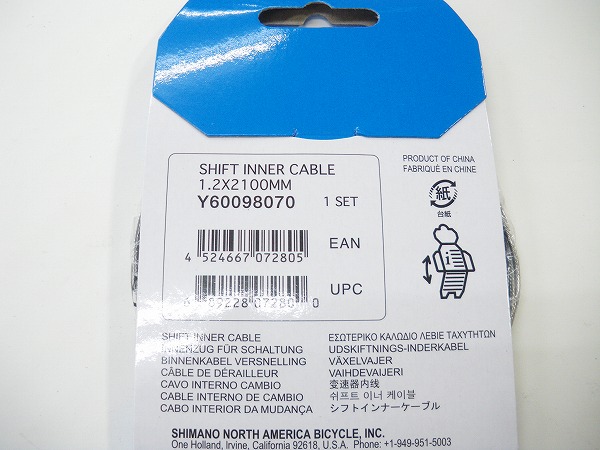 SHIFT INNER CABLE
1.2X2100MM
Y60098070 1 SET
4 524667 072805 EAN
UPC
PRODUCT OF CHINA
FABRIQUÉ EN CHINE
紙
台紙
i
SHIFT INNER CABLE
INNENZUG FÜR SCHALTUNG
BINNENKABEL VERSNELLING
CÂBLE DE DÉRAILLEUR
CAVO INTERNO CAMBIO
CABLE INTERNO DE CAMBIO
CABO INTERIOR DA MUDANÇA
ΕΣΩΤΕΡΙΚΟ ΚΑΛΩΔΙΟ ΛΕΒΙΕ ΤΑΧΥΤΗΤΩΝ
UDSKIFTNINGS-INDERKABEL
VÄXELVAJER
VAIHDEVAIJERI
变速器内线
쉬프트 이너 케이블
シフトインナーケーブル
SHIMANO NORTH AMERICA BICYCLE, INC.
One Holland, Irvine, California 92618, U.S.A. Phone: +1-949-951-5003